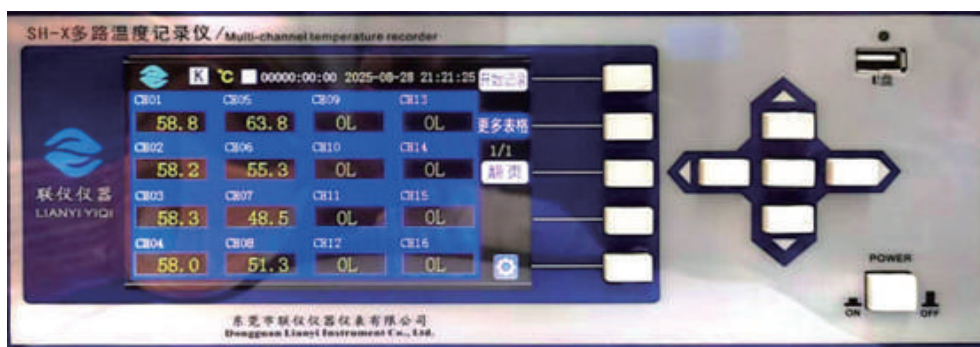 SH-X多路温度记录仪/Multi-channel temperature recorder
K ℃ 00000:00:00 2025-08-28 21:21:25 开始记录
CH01 CH05 CH09 CH13
58.8 63.8 OL OL 更多表格
CH02 CH06 CH10 CH14 1/1
58.2 55.3 OL OL 翻页
CH03 CH07 CH11 CH15
58.3 48.5 OL OL
CH04 CH08 CH12 CH16
58.0 51.3 OL OL
联仪仪器
LIANYI YIQI
U盘
POWER
ON OFF
东莞市联仪仪器仪表有限公司
Dongguan Lianyi Instrument Co., Ltd.